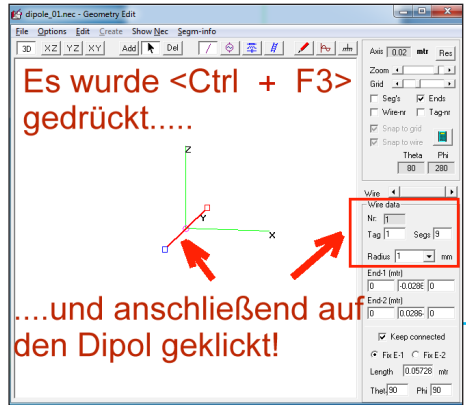 dipole_01.nec - Geometry Edit
File Options Edit Create Show Nec Segm-info
3D XZ YZ XY Add Del
Axis 0.02 mtr Res
Zoom
Grid
Seg's Ends
Wire-nr Tag-nr
Snap to grid
Snap to wire
Theta Phi
80 280
Es wurde <Ctrl + F3>
gedrückt.....
Z
Y
X
Wire
Wire data
Nr. 1
Tag 1 Segs 9
Radius 1 mm
End-1 (mtr)
0 -0.028E 0
End-2 (mtr)
0 0.0286- 0
....und anschließend auf
den Dipol geklickt!
Keep connected
Fix E-1 Fix E-2
Length 0.05728 mtr
Thet. 90 Phi 90